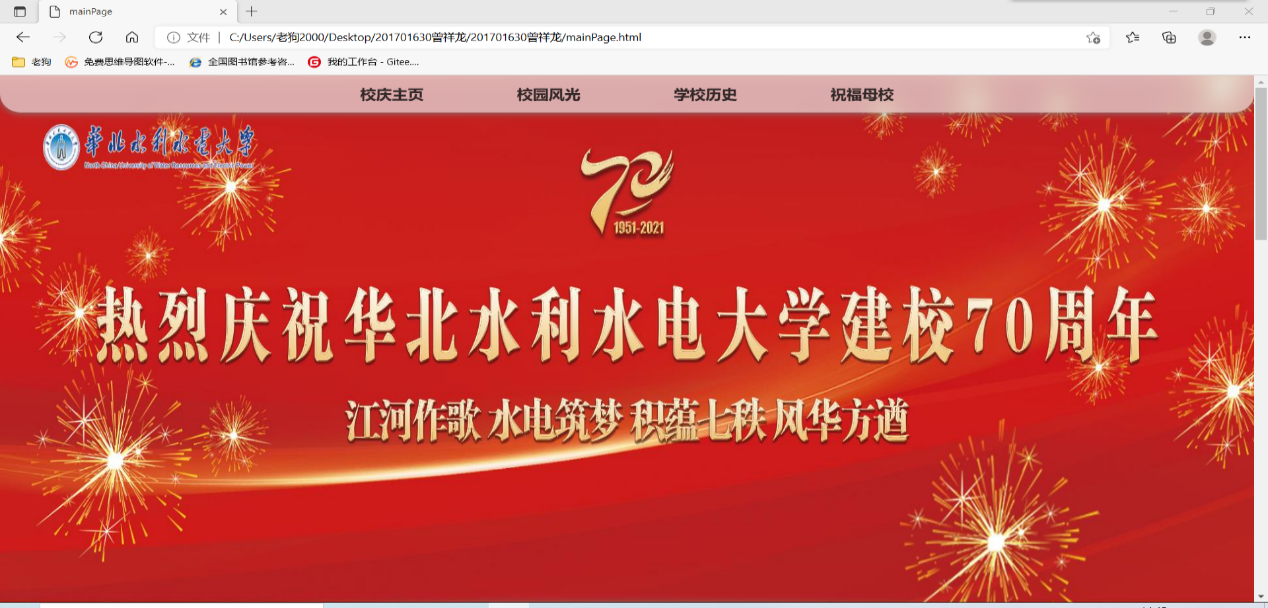 mainPage
文件 | C:/Users/老狗2000/Desktop/201701630曾祥龙/201701630曾祥龙/mainPage.html
老狗 免费思维导图软件-... 全国图书馆参考咨... 我的工作台 - Gitee....
校庆主页 校园风光 学校历史 祝福母校
华北水利水电大学
North China University of Water Resources and Electric Power
70
1951-2021
热烈庆祝华北水利水电大学建校70周年
江河作歌 水电筑梦 积蕴七秩 风华方遒